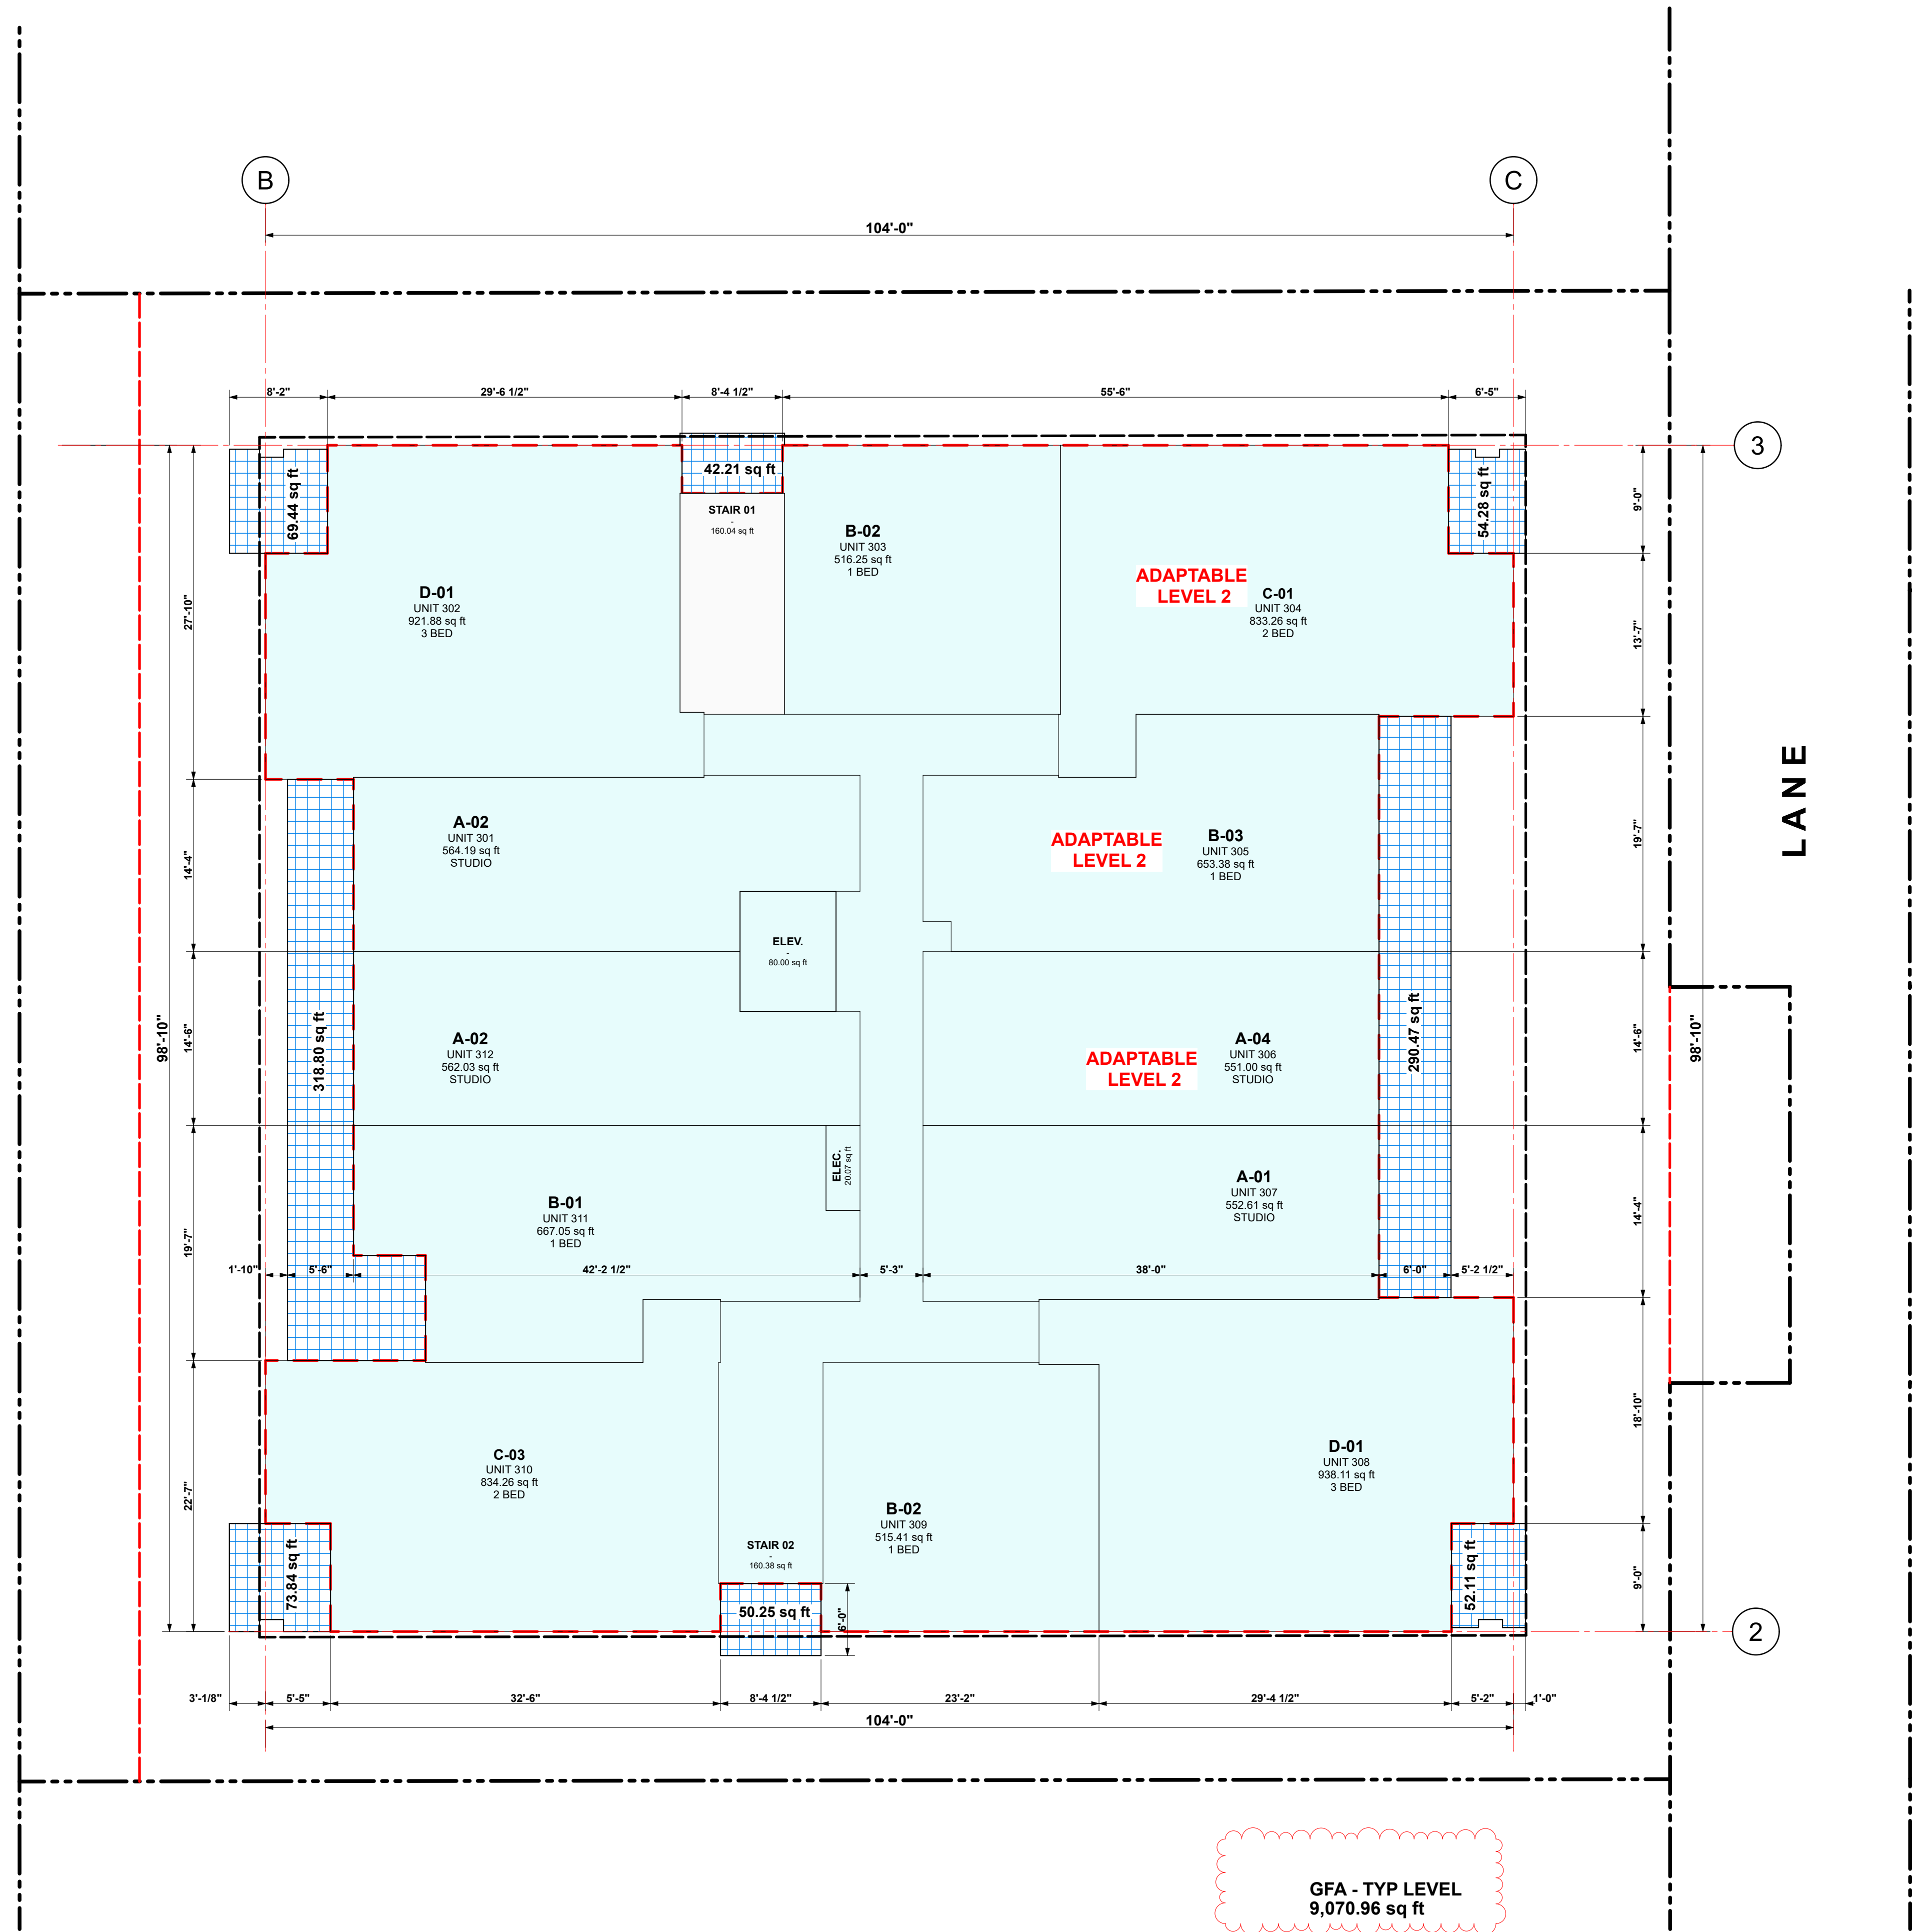 B
C
104'-0"
8'-2"
29'-6 1/2"
8'-4 1/2"
55'-6"
6'-5"
3
69.44 sq ft
42.21 sq ft
54.28 sq ft
9'-0"
STAIR 01
-
160.04 sq ft
B-02
UNIT 303
516.25 sq ft
1 BED
ADAPTABLE
LEVEL 2
C-01
UNIT 304
833.26 sq ft
2 BED
D-01
UNIT 302
921.88 sq ft
3 BED
27'-10"
13'-7"
LANE
A-02
UNIT 301
564.19 sq ft
STUDIO
ADAPTABLE
LEVEL 2
B-03
UNIT 305
653.38 sq ft
1 BED
14'-4"
19'-7"
ELEV.
-
80.00 sq ft
98'-10"
14'-6"
318.80 sq ft
A-02
UNIT 312
562.03 sq ft
STUDIO
ADAPTABLE
LEVEL 2
A-04
UNIT 306
551.00 sq ft
STUDIO
290.47 sq ft
14'-6"
98'-10"
ELEC.
20.07 sq ft
B-01
UNIT 311
667.05 sq ft
1 BED
A-01
UNIT 307
552.61 sq ft
STUDIO
19'-7"
14'-4"
1'-10"
5'-6"
42'-2 1/2"
5'-3"
38'-0"
6'-0"
5'-2 1/2"
18'-10"
C-03
UNIT 310
834.26 sq ft
2 BED
D-01
UNIT 308
938.11 sq ft
3 BED
22'-7"
B-02
UNIT 309
515.41 sq ft
1 BED
STAIR 02
-
160.38 sq ft
73.84 sq ft
50.25 sq ft
6'-0"
52.11 sq ft
9'-0"
2
3'-1/8"
5'-5"
32'-6"
8'-4 1/2"
23'-2"
29'-4 1/2"
5'-2"
1'-0"
104'-0"
GFA - TYP LEVEL
9,070.96 sq ft